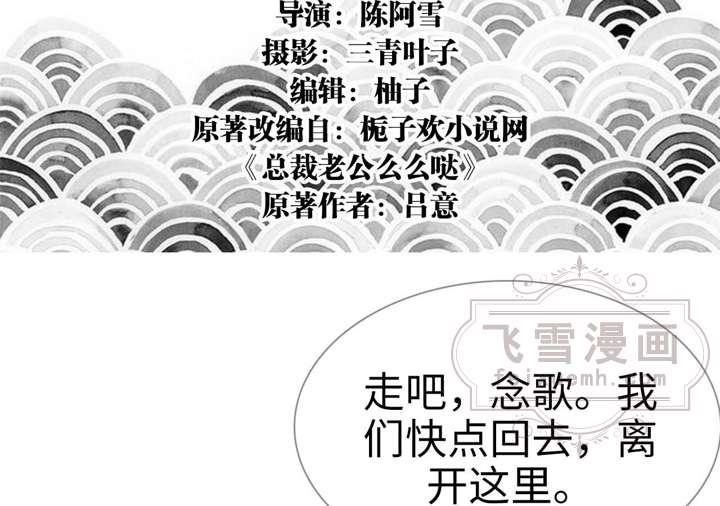 导演：陈阿雪
摄影：三青叶子
编辑：柚子
原著改编自：栀子欢小说网
《总裁老公么么哒》
原著作者：吕意
飞雪漫画
走吧，念歌。我
们快点回去，离
开这里。